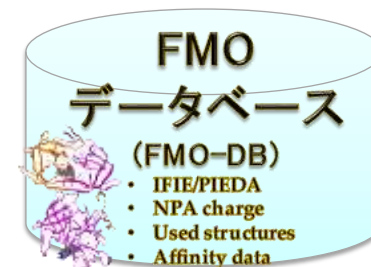 FMO
データベース
(FMO-DB)
• IFIE/PIEDA
• NPA charge
• Used structures
• Affinity data